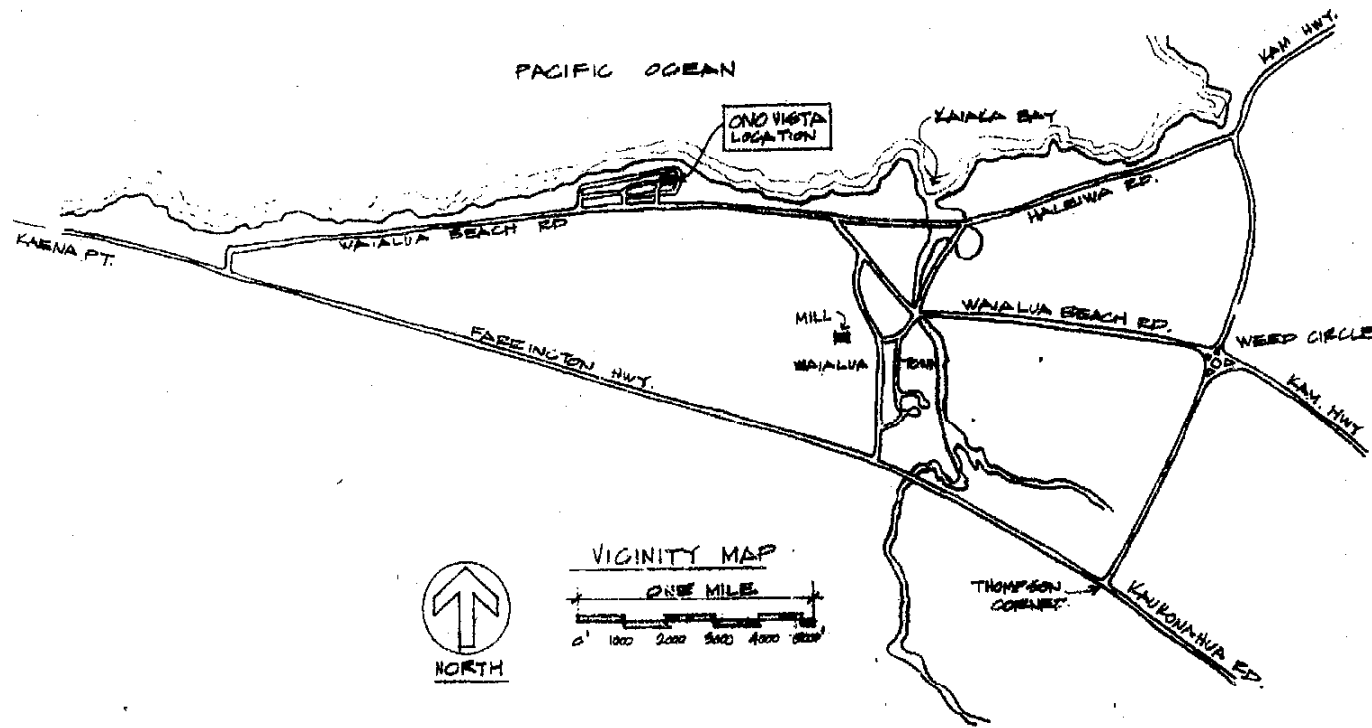 PACIFIC OCEAN
KAM HWY.
ONO VISTA
LOCATION
KAIAKA BAY
HALEIWA RD.
KAENA PT.
WAIALUA BEACH RD
FARRINGTON HWY.
MILL
WAIALUA TOWN
WAIALUA BEACH RD.
WEED CIRCLE
KAM. HWY
VICINITY MAP
ONE MILE
0' 1000 2000 3000 4000
NORTH
THOMPSON
CORNER
KAUKONAHUA RD.